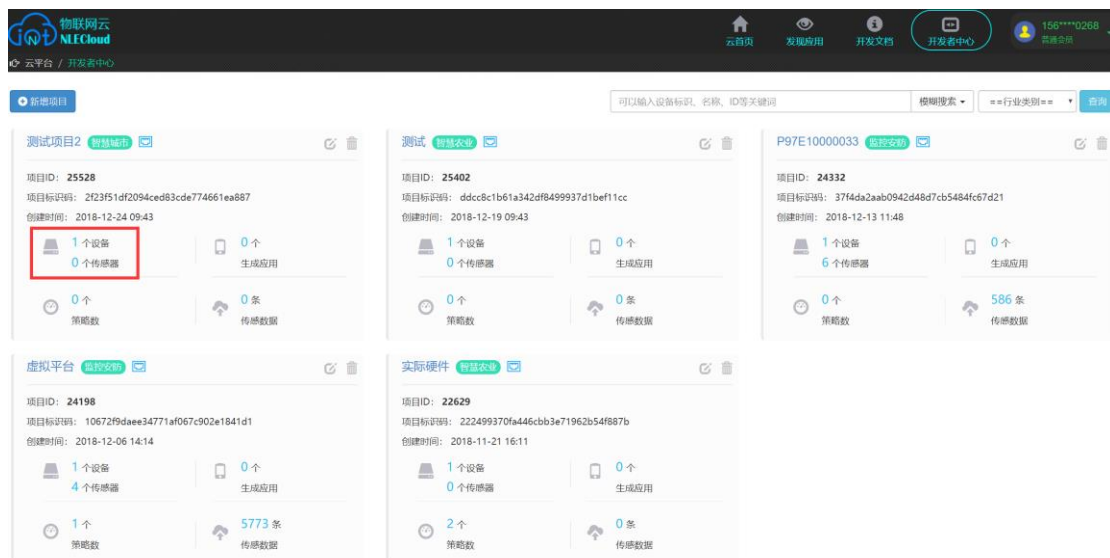 物联网云
NLECloud
云首页
发现应用
开发文档
开发者中心
156****0268
普通会员
云平台 / 开发者中心
新增项目
可以输入设备标识、名称、ID等关键词
模糊搜索
==行业类别==
查询
测试项目2 智慧城市
项目ID: 25528
项目标识码: 2f23f51df2094ced83cde774661ea887
创建时间: 2018-12-24 09:43
1 个设备
0 个传感器
0 个
生成应用
0 个
策略数
0 条
传感数据
测试 智慧农业
项目ID: 25402
项目标识码: ddcc8c1b61a342df8499937d1bef11cc
创建时间: 2018-12-19 09:43
1 个设备
0 个传感器
0 个
生成应用
0 个
策略数
0 条
传感数据
P97E10000033 监控安防
项目ID: 24332
项目标识码: 37f4da2aab0942d48d7cb5484fc67d21
创建时间: 2018-12-13 11:48
1 个设备
6 个传感器
0 个
生成应用
0 个
策略数
586 条
传感数据
虚拟平台 监控安防
项目ID: 24198
项目标识码: 10672f9daee34771af067c902e1841d1
创建时间: 2018-12-06 14:14
1 个设备
4 个传感器
0 个
生成应用
1 个
策略数
5773 条
传感数据
实际硬件 智慧农业
项目ID: 22629
项目标识码: 222499370fa446cbb3e71962b54f887b
创建时间: 2018-11-21 16:11
1 个设备
0 个传感器
0 个
生成应用
2 个
策略数
0 条
传感数据